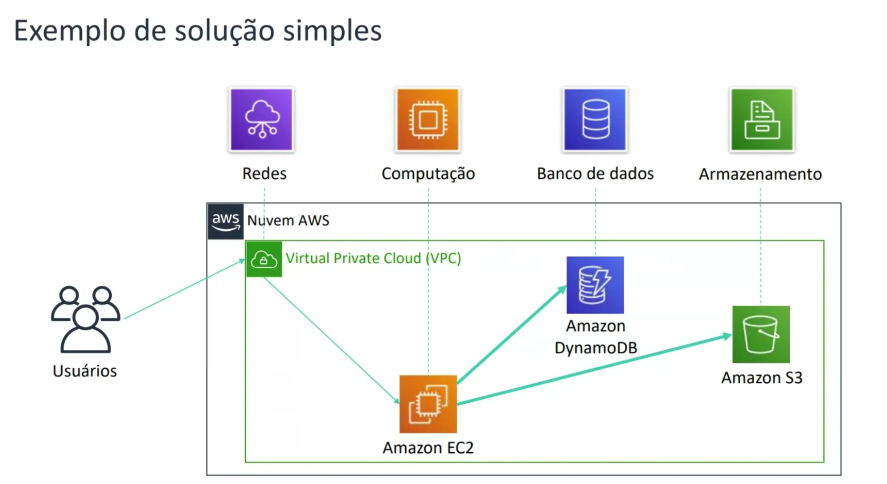 Exemplo de solução simples
Redes
Computação
Banco de dados
Armazenamento
aws
Nuvem AWS
Virtual Private Cloud (VPC)
Usuários
Amazon
DynamoDB
Amazon S3
Amazon EC2